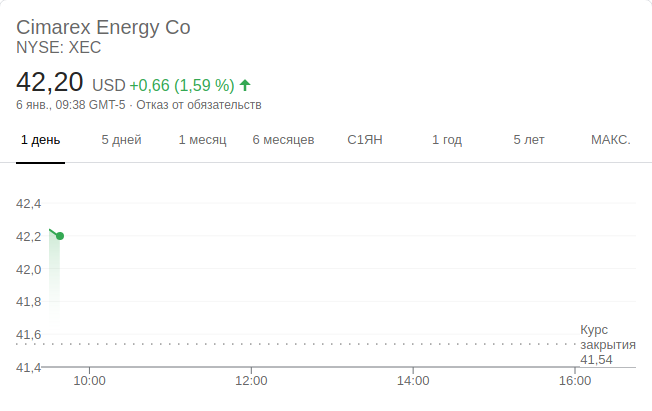 Cimarex Energy Co
NYSE: XEC
42,20 USD +0,66 (1,59 %)
6 янв., 09:38 GMT-5 · Отказ от обязательств
1 день 5 дней 1 месяц 6 месяцев С1ЯН 1 год 5 лет МАКС.
42,4
42,2
42,0
41,8
41,6
41,4
Курс
закрытия
41,54
10:00 12:00 14:00 16:00